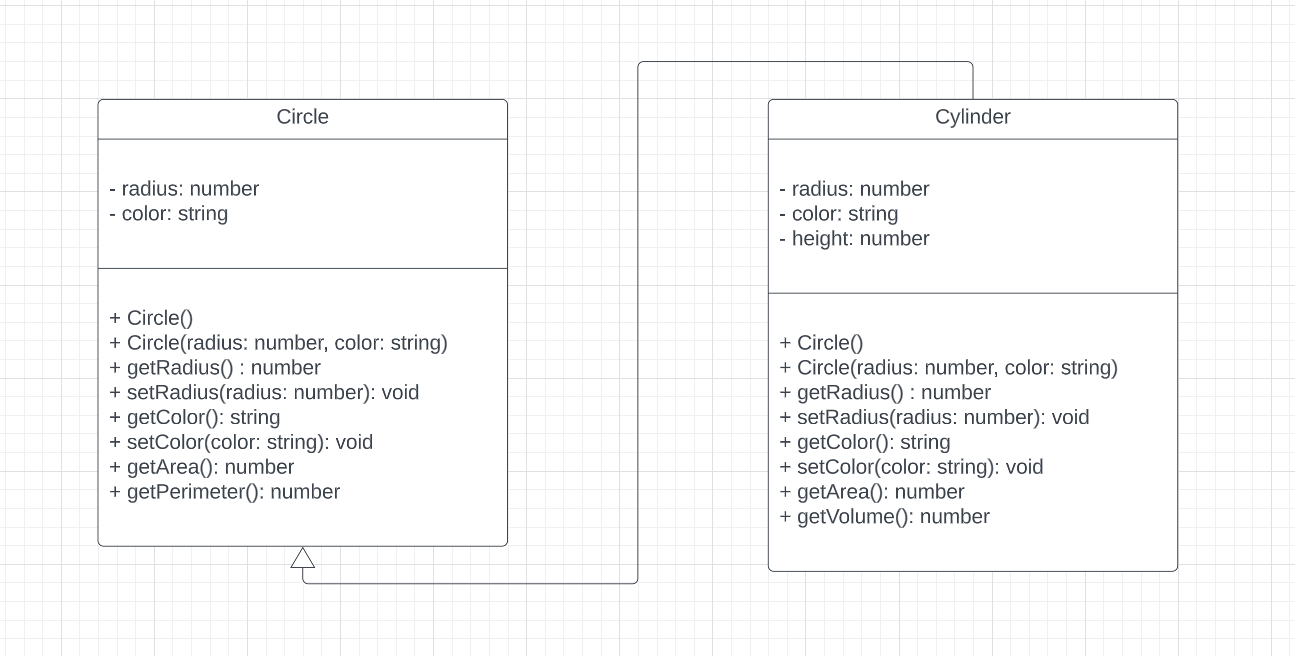 Circle
- radius: number
- color: string
+ Circle()
+ Circle(radius: number, color: string)
+ getRadius() : number
+ setRadius(radius: number): void
+ getColor(): string
+ setColor(color: string): void
+ getArea(): number
+ getPerimeter(): number
Cylinder
- radius: number
- color: string
- height: number
+ Circle()
+ Circle(radius: number, color: string)
+ getRadius() : number
+ setRadius(radius: number): void
+ getColor(): string
+ setColor(color: string): void
+ getArea(): number
+ getVolume(): number